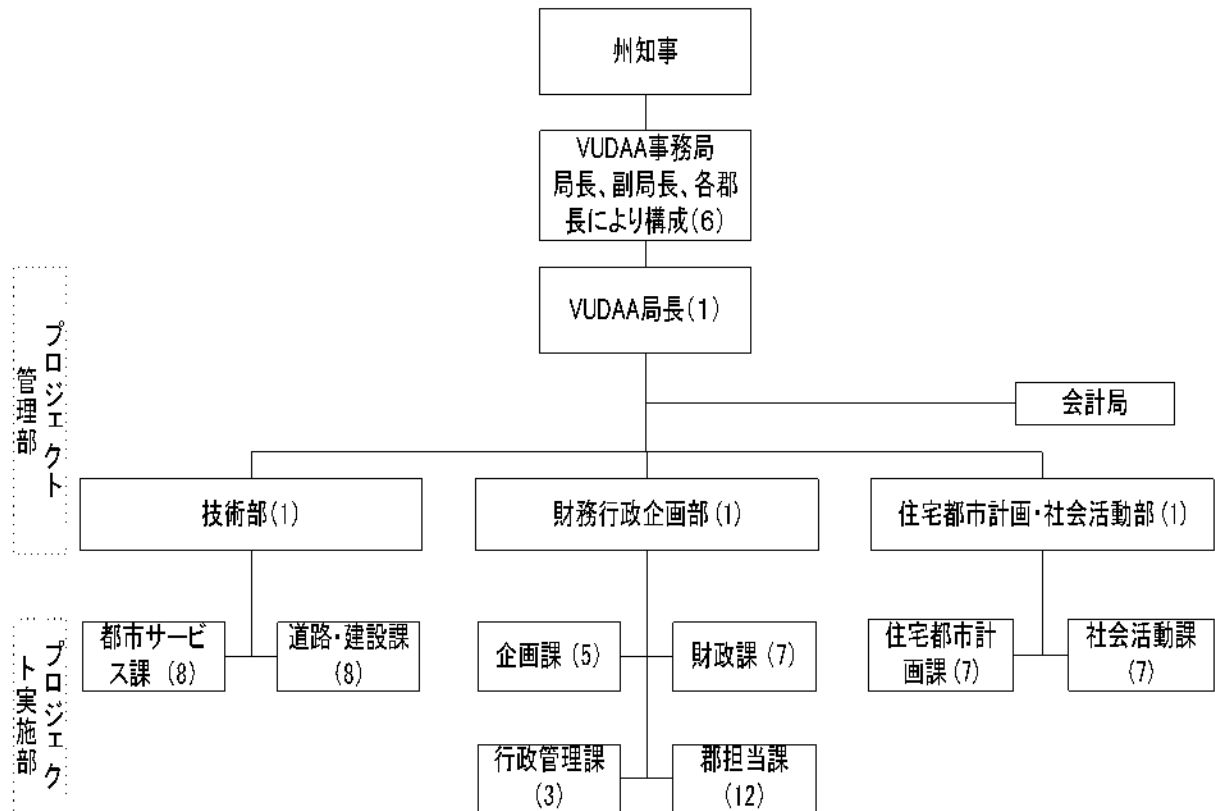 州知事
VUDAA事務局
局長、副局長、各郡
長により構成(6)
VUDAA局長(1)
会計局
プロジェクト
管理部
技術部(1)
財務行政企画部(1)
住宅都市計画・社会活動部(1)
プロジェク
ト実施部
都市サービ
ス課 (8)
道路・建設課
(8)
企画課 (5)
財政課 (7)
住宅都市計
画課(7)
社会活動課
(7)
行政管理課
(3)
郡担当課
(12)